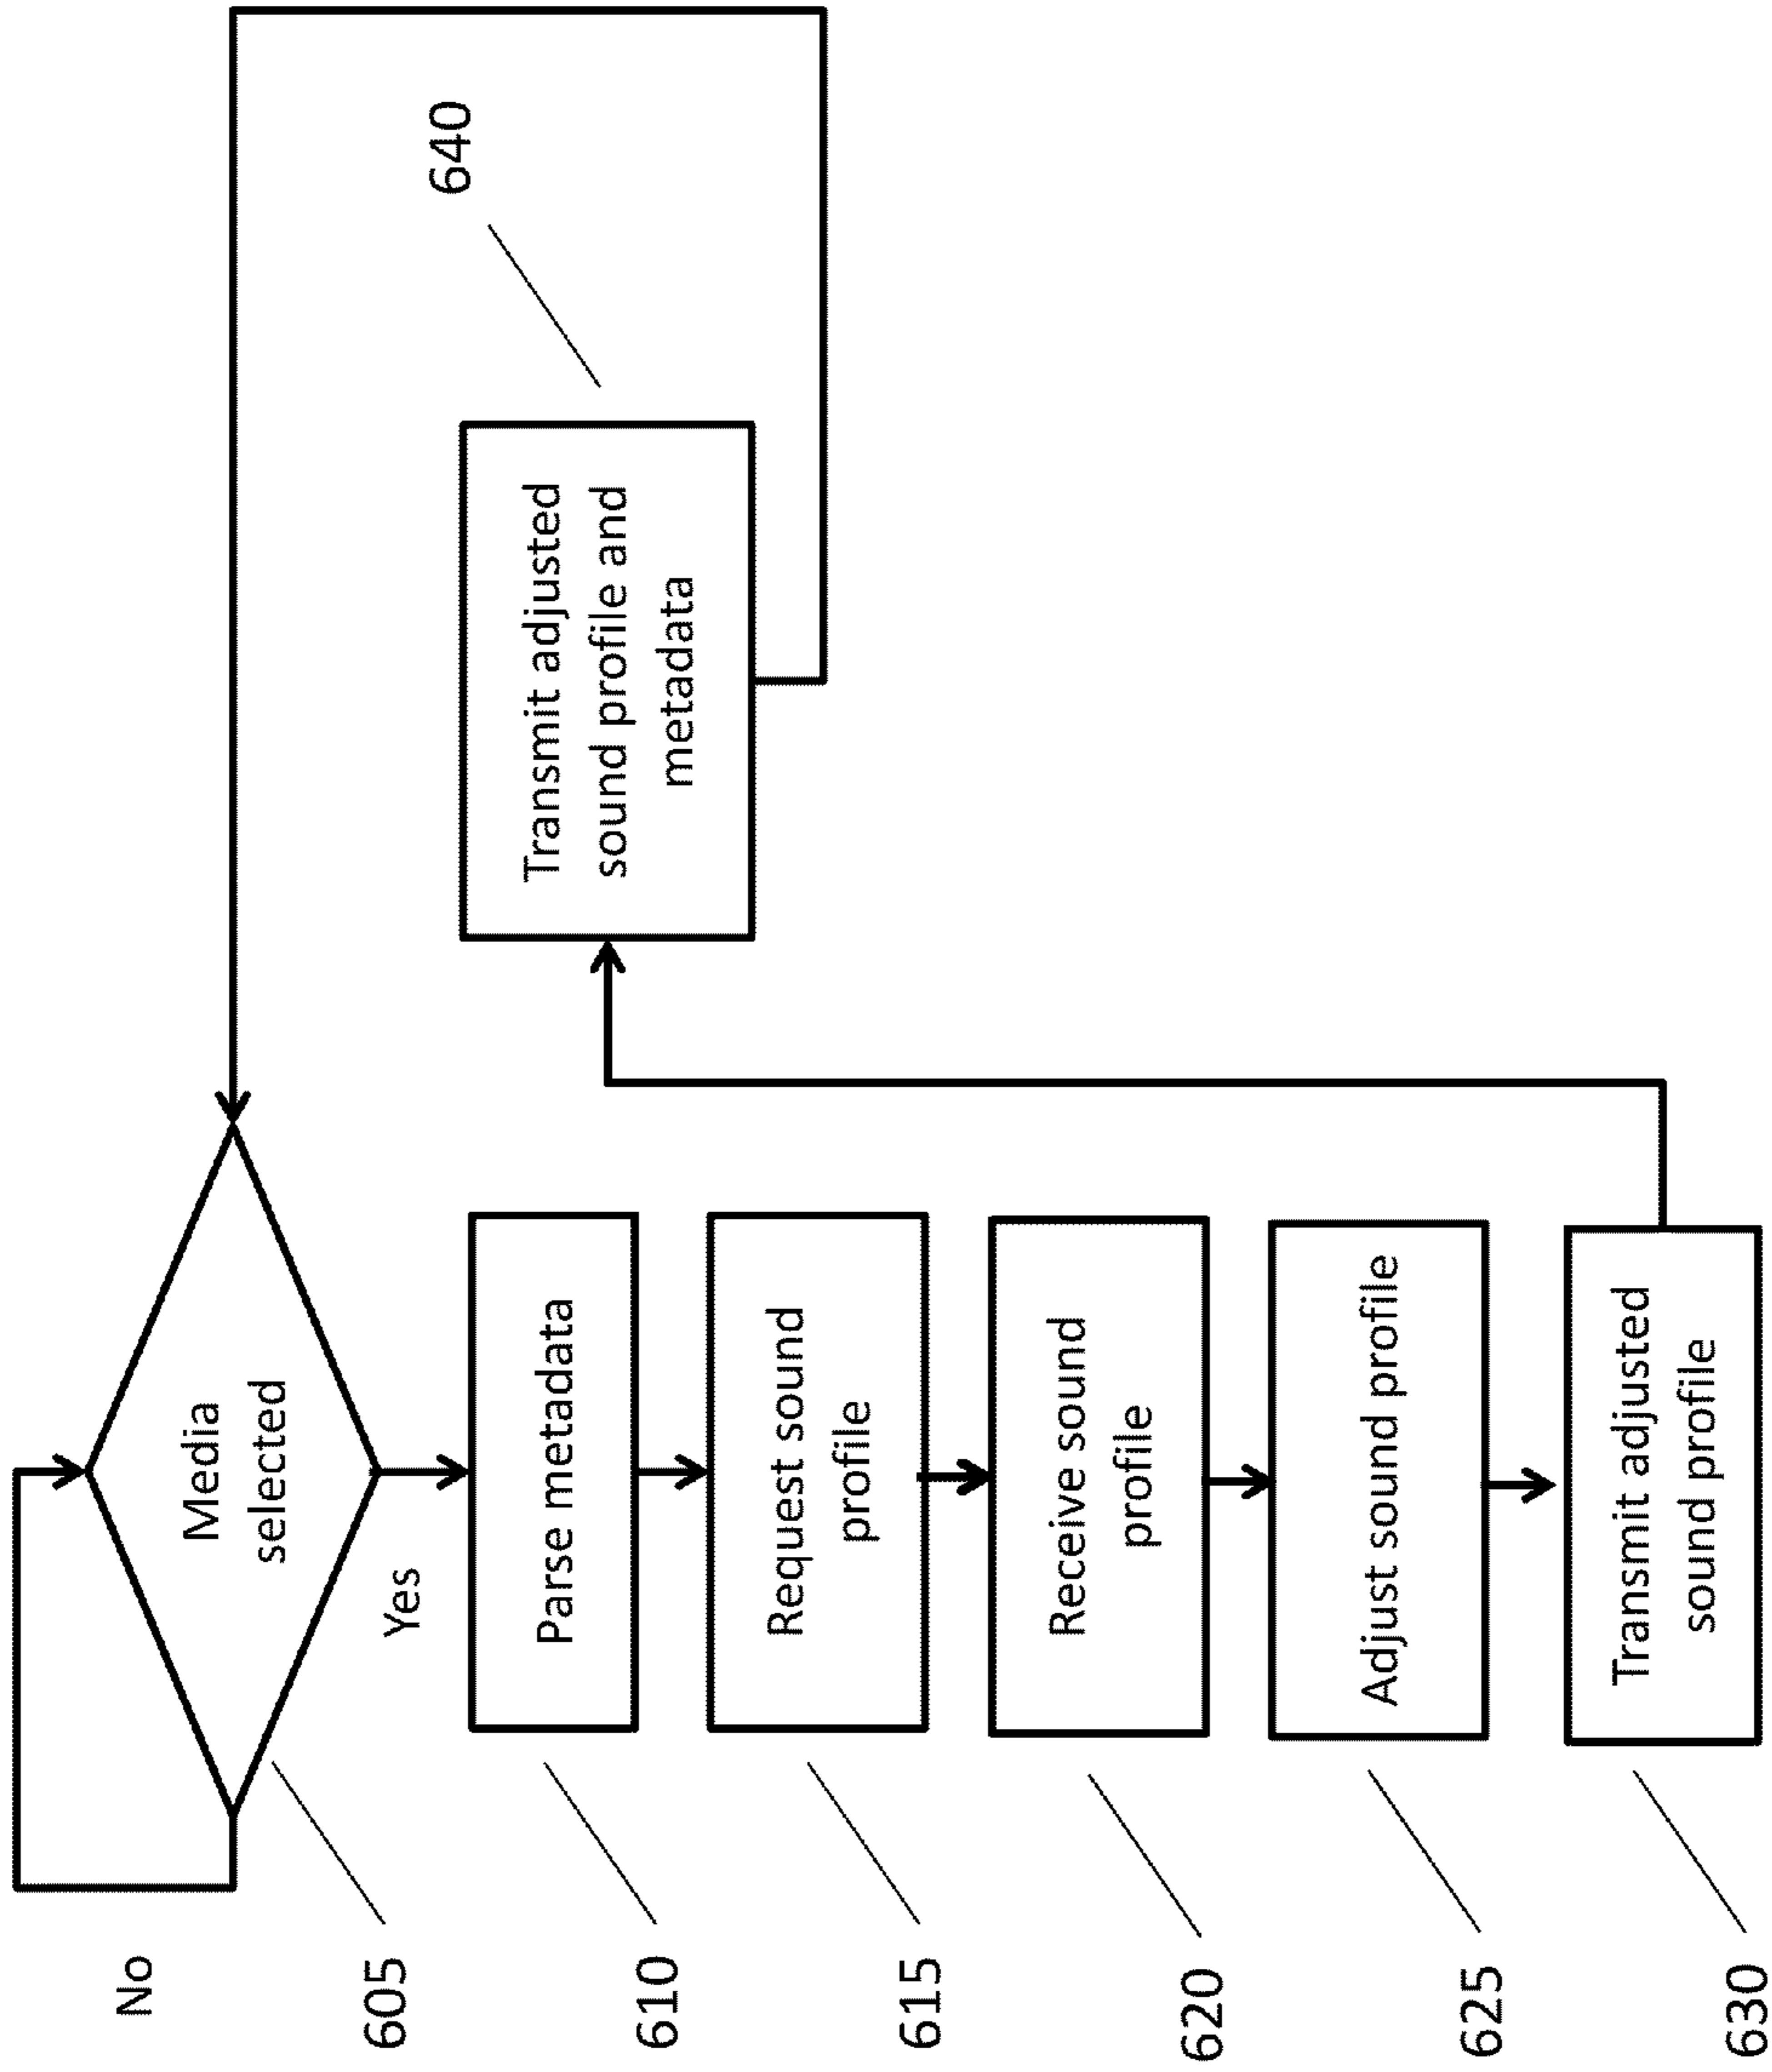 No
Media
selected
605
Yes
Parse metadata
610
Request sound
profile
615
Receive sound
profile
620
Adjust sound profile
625
Transmit adjusted
sound profile
630
Transmit adjusted
sound profile and
metadata
640